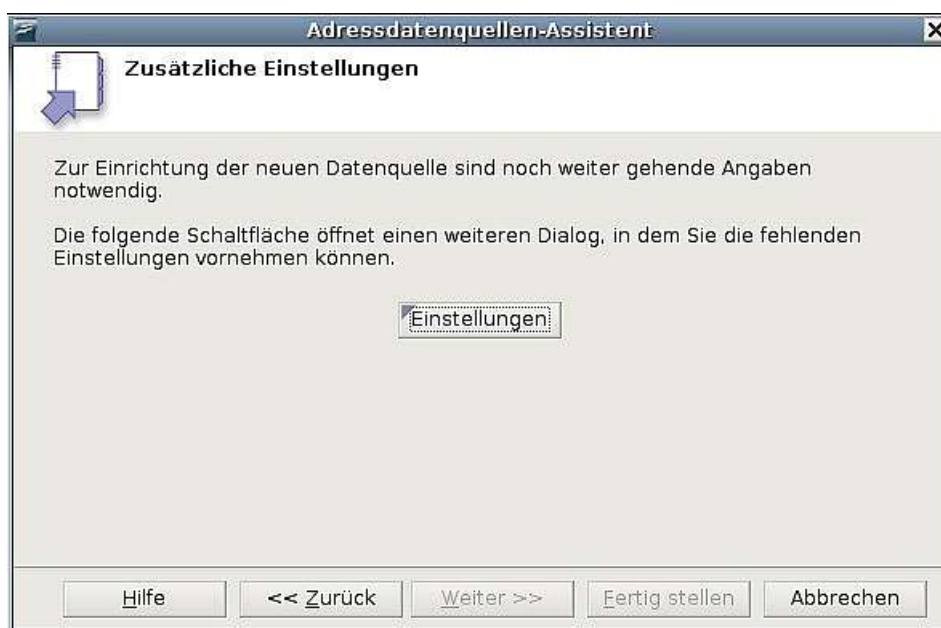 Adressdatenquellen-Assistent
Zusätzliche Einstellungen
Zur Einrichtung der neuen Datenquelle sind noch weiter gehende Angaben
notwendig.
Die folgende Schaltfläche öffnet einen weiteren Dialog, in dem Sie die fehlenden
Einstellungen vornehmen können.
Einstellungen
Hilfe << Zurück Weiter >> Fertig stellen Abbrechen